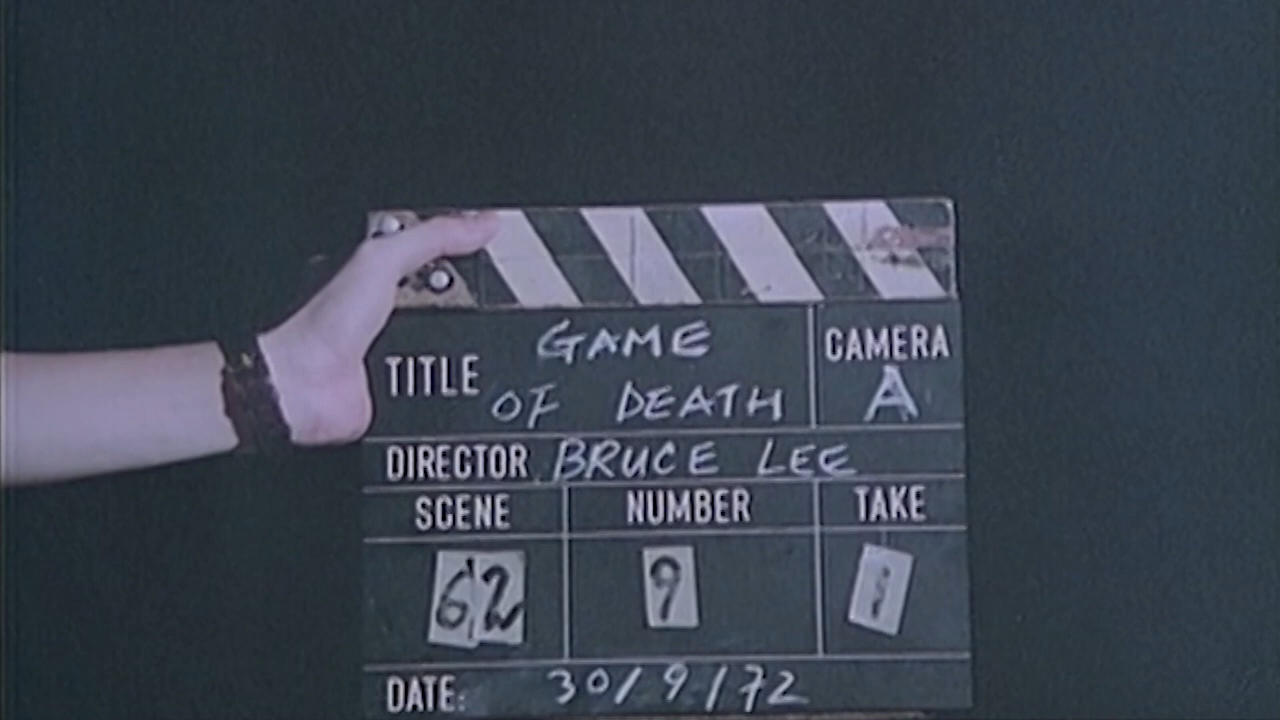 GAME
TITLE OF DEATH
CAMERA
A
DIRECTOR BRUCE LEE
SCENE NUMBER TAKE
62 9 1
DATE: 30/9/72